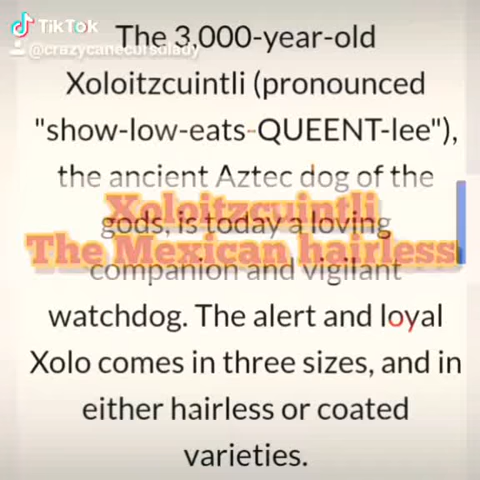 TikTok
@crazycanecorsolady
The 3,000-year-old
Xoloitzcuintli (pronounced
"show-low-eats-QUEENT-lee"),
the ancient Aztec dog of the
Xoloitzcuintli
gods, is today a loving
The Mexican hairless
companion and vigilant
watchdog. The alert and loyal
Xolo comes in three sizes, and in
either hairless or coated
varieties.